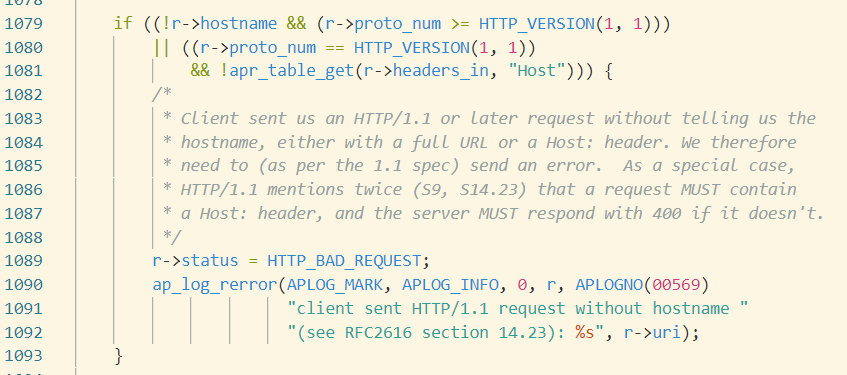 1079 if ((!r->hostname && (r->proto_num >= HTTP_VERSION(1, 1)))
1080 || ((r->proto_num == HTTP_VERSION(1, 1))
1081 && !apr_table_get(r->headers_in, "Host"))) {
1082 /*
1083 * Client sent us an HTTP/1.1 or later request without telling us the
1084 * hostname, either with a full URL or a Host: header. We therefore
1085 * need to (as per the 1.1 spec) send an error.  As a special case,
1086 * HTTP/1.1 mentions twice (S9, S14.23) that a request MUST contain
1087 * a Host: header, and the server MUST respond with 400 if it doesn't.
1088 */
1089 r->status = HTTP_BAD_REQUEST;
1090 ap_log_rerror(APLOG_MARK, APLOG_INFO, 0, r, APLOGNO(00569)
1091 "client sent HTTP/1.1 request without hostname "
1092 "(see RFC2616 section 14.23): %s", r->uri);
1093 }